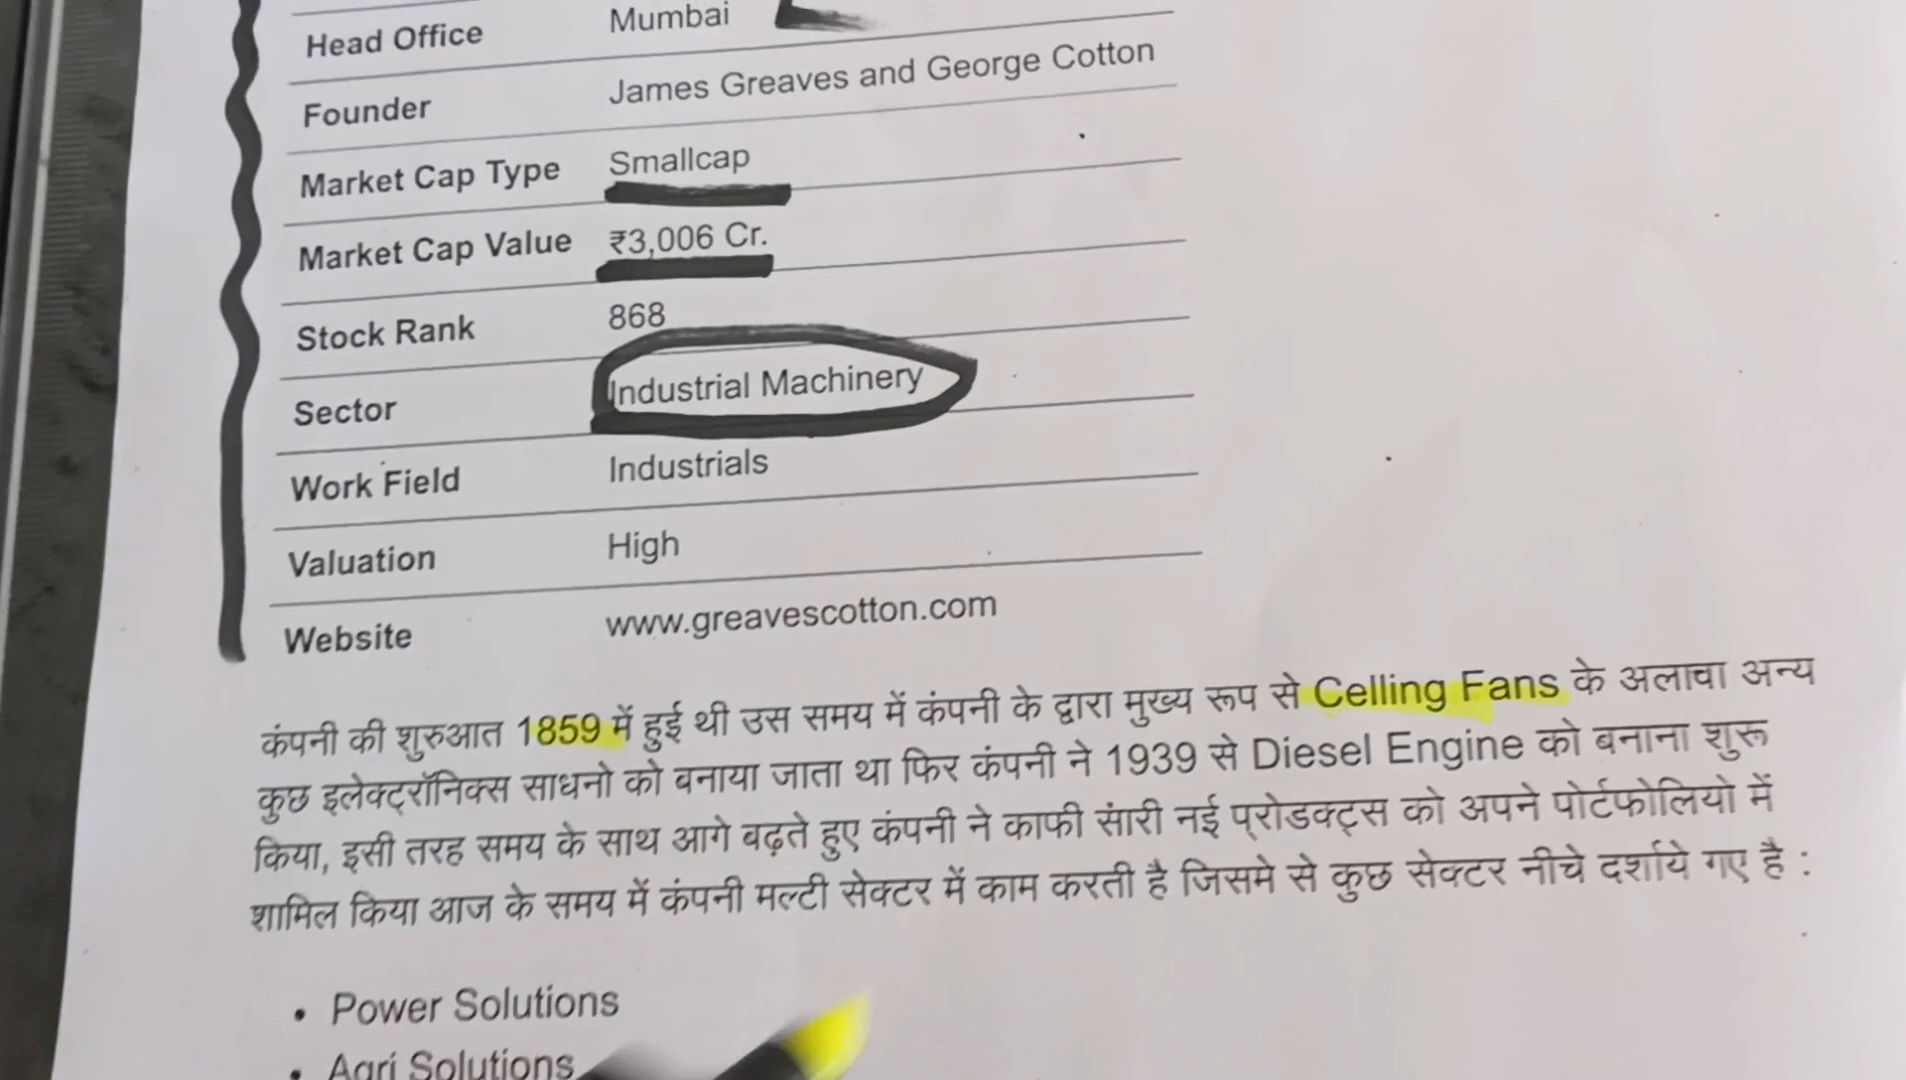 Head Office Mumbai
Founder James Greaves and George Cotton
Market Cap Type Smallcap
Market Cap Value ₹3,006 Cr.
Stock Rank 868
Sector Industrial Machinery
Work Field Industrials
Valuation High
Website www.greavescotton.com
कंपनी की शुरुआत 1859 में हुई थी उस समय में कंपनी के द्वारा मुख्य रूप से Celling Fans के अलावा अन्य
कुछ इलेक्ट्रॉनिक्स साधनो को बनाया जाता था फिर कंपनी ने 1939 से Diesel Engine को बनाना शुरू
किया, इसी तरह समय के साथ आगे बढ़ते हुए कंपनी ने काफी सारी नई प्रोडक्ट्स को अपने पोर्टफोलियो में
शामिल किया आज के समय में कंपनी मल्टी सेक्टर में काम करती है जिसमे से कुछ सेक्टर नीचे दर्शाये गए है :
• Power Solutions
• Agri Solutions